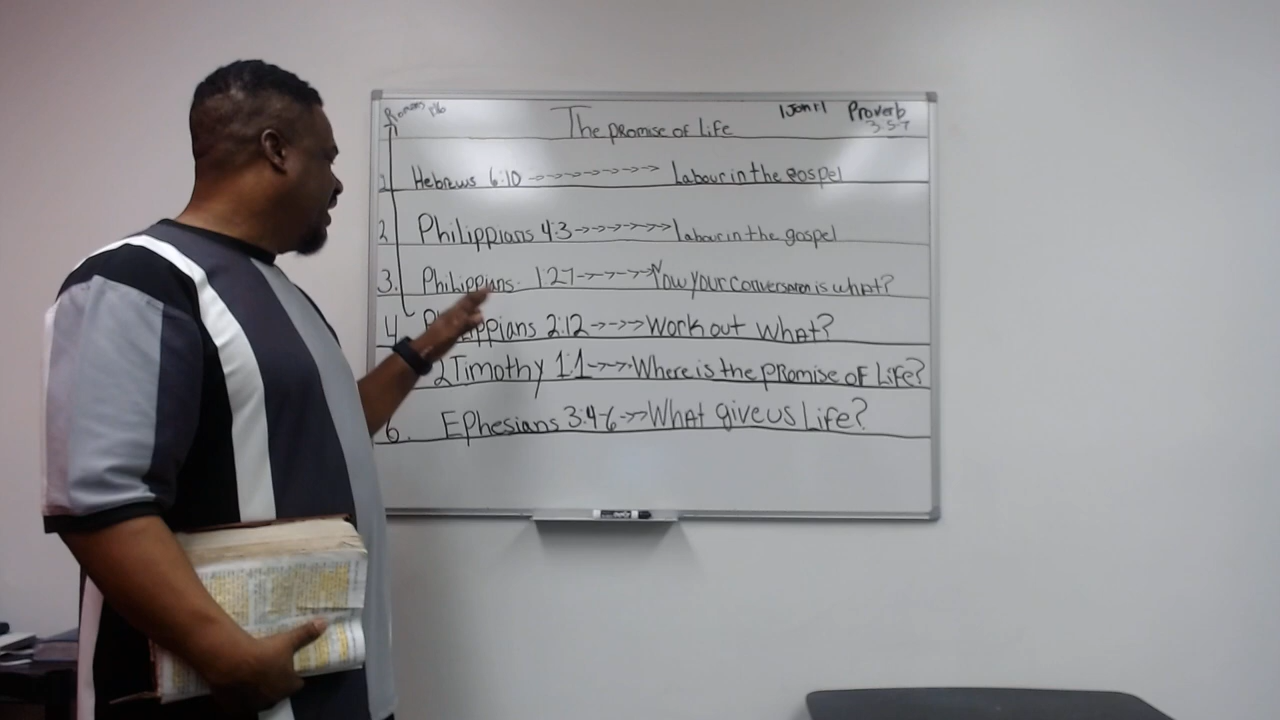 Romans 1:16
The promise of Life
1 John 1
Proverb
3:5-7
1 Hebrews 6:10 ->->->->->->-> Labour in the gospel
2 Philippians 4:3->->->->->->> Labour in the gospel
3. Philippians 1:27->->->-> Now your conversation is what?
4 Philippians 2:12->->-> Work out what?
2 Timothy 1:1->->-> Where is the promise of Life?
6. Ephesians 3:4-6->-> What give us Life?